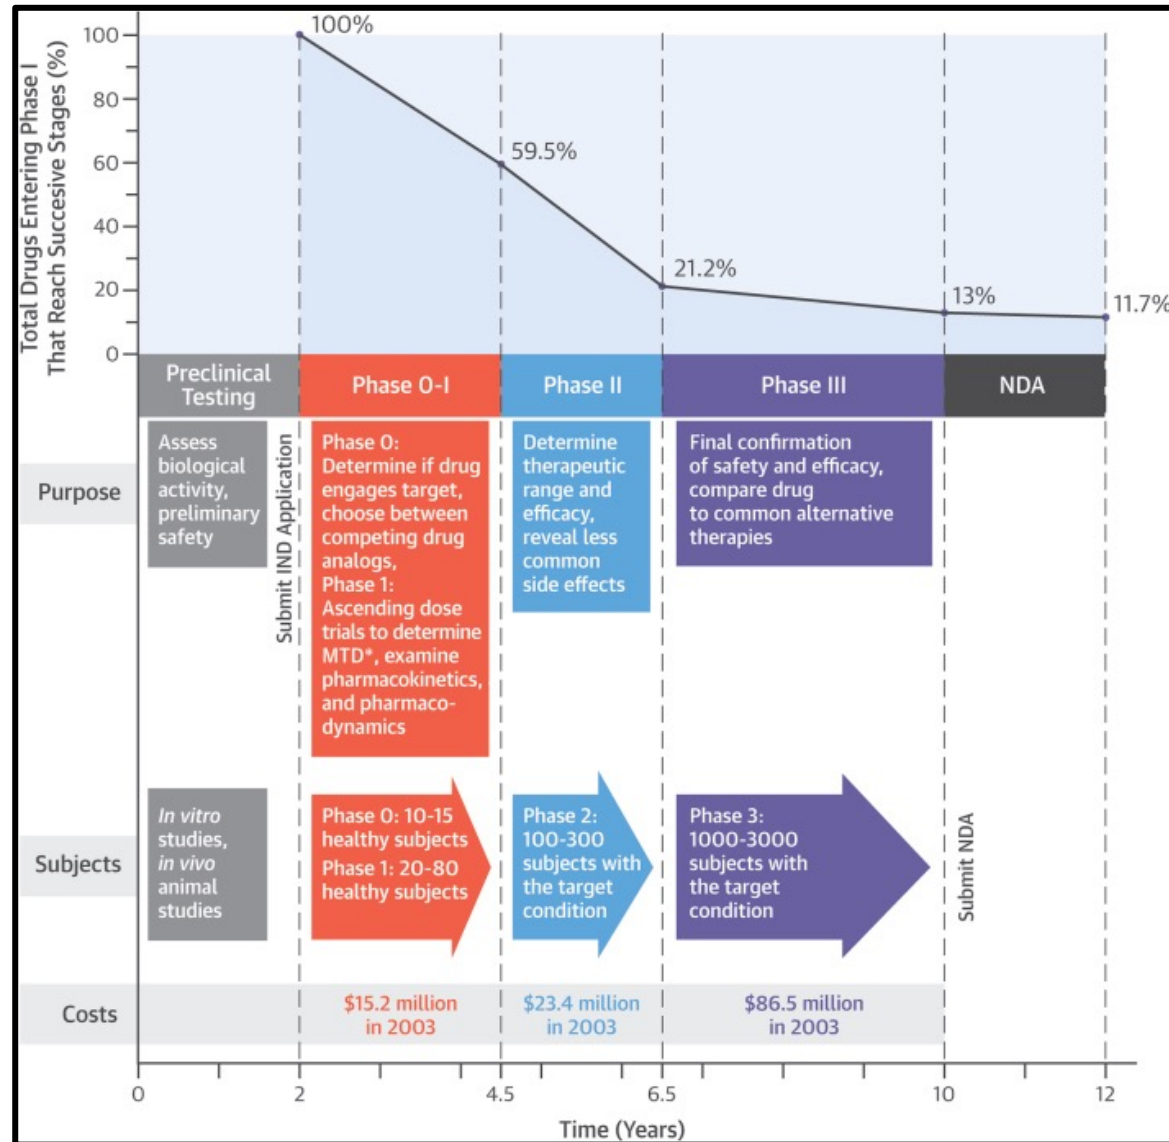 Total Drugs Entering Phase I
That Reach Succesive Stages (%)
100
80
60
40
20
0
100%
59.5%
21.2%
13%
11.7%
Preclinical
Testing
Phase 0-I
Phase II
Phase III
NDA
Purpose
Assess
biological
activity,
preliminary
safety
Submit IND Application
Phase 0:
Determine if drug
engages target,
choose between
competing drug
analogs,
Phase 1:
Ascending dose
trials to determine
MTD*, examine
pharmacokinetics,
and pharmaco-
dynamics
Determine
therapeutic
range and
efficacy,
reveal less
common
side effects
Final confirmation
of safety and efficacy,
compare drug
to common alternative
therapies
Subjects
In vitro
studies,
in vivo
animal
studies
Phase 0: 10-15
healthy subjects
Phase 1: 20-80
healthy subjects
Phase 2:
100-300
subjects with
the target
condition
Phase 3:
1000-3000
subjects with
the target
condition
Submit NDA
Costs
$15.2 million
in 2003
$23.4 million
in 2003
$86.5 million
in 2003
0
2
4.5
6.5
10
12
Time (Years)